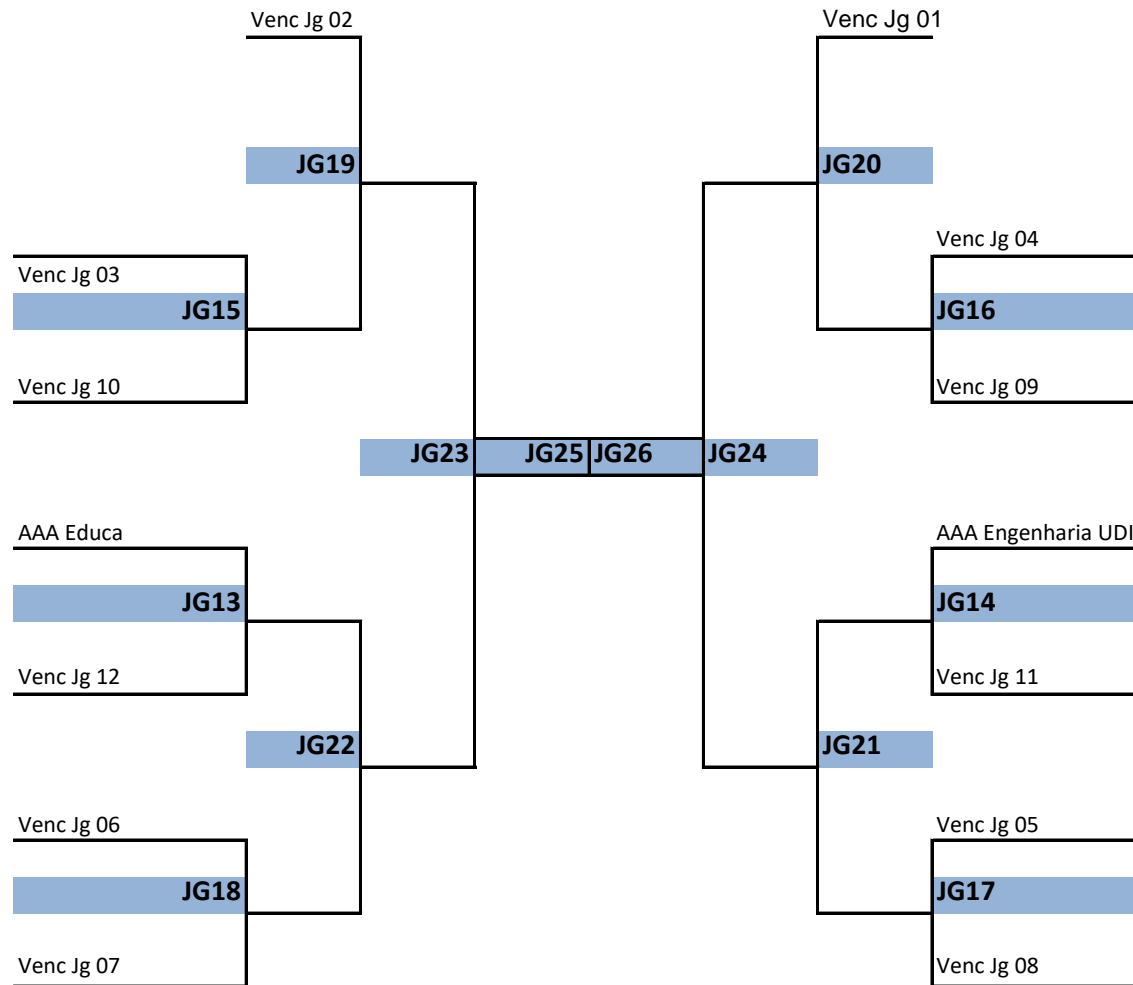 Venc Jg 02
Venc Jg 01
JG19
JG20
Venc Jg 04
Venc Jg 03
JG15
JG16
Venc Jg 10
Venc Jg 09
JG23
JG25
JG26
JG24
AAA Educa
AAA Engenharia UDI
JG13
JG14
Venc Jg 12
Venc Jg 11
JG22
JG21
Venc Jg 06
Venc Jg 05
JG18
JG17
Venc Jg 07
Venc Jg 08